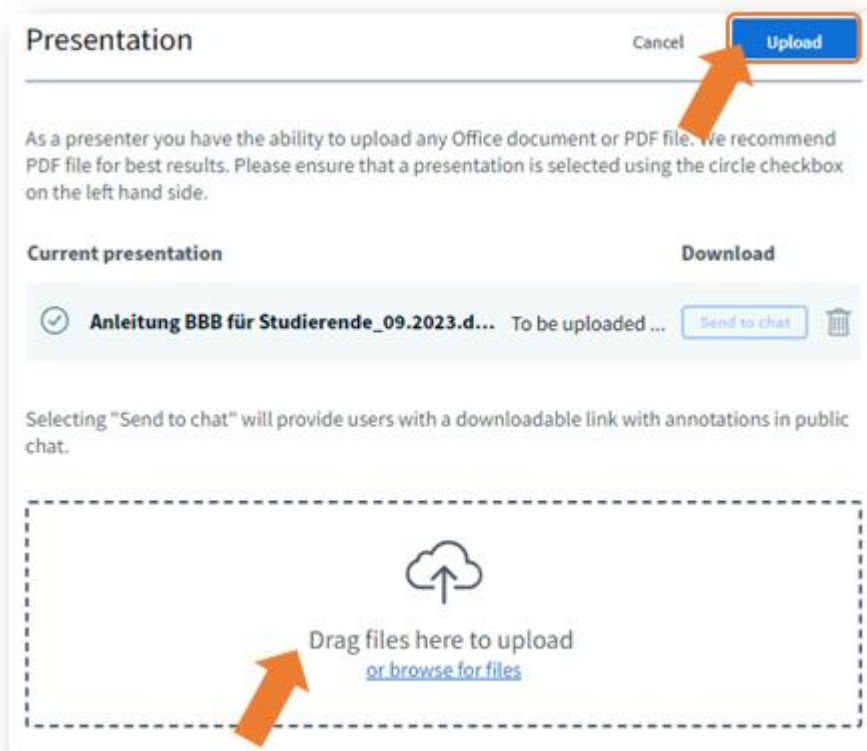 Presentation Cancel Upload
As a presenter you have the ability to upload any Office document or PDF file. We recommend
PDF file for best results. Please ensure that a presentation is selected using the circle checkbox
on the left hand side.
Current presentation Download
Anleitung BBB für Studierende_09.2023.d... To be uploaded ... Send to chat
Selecting "Send to chat" will provide users with a downloadable link with annotations in public
chat.
Drag files here to upload
or browse for files